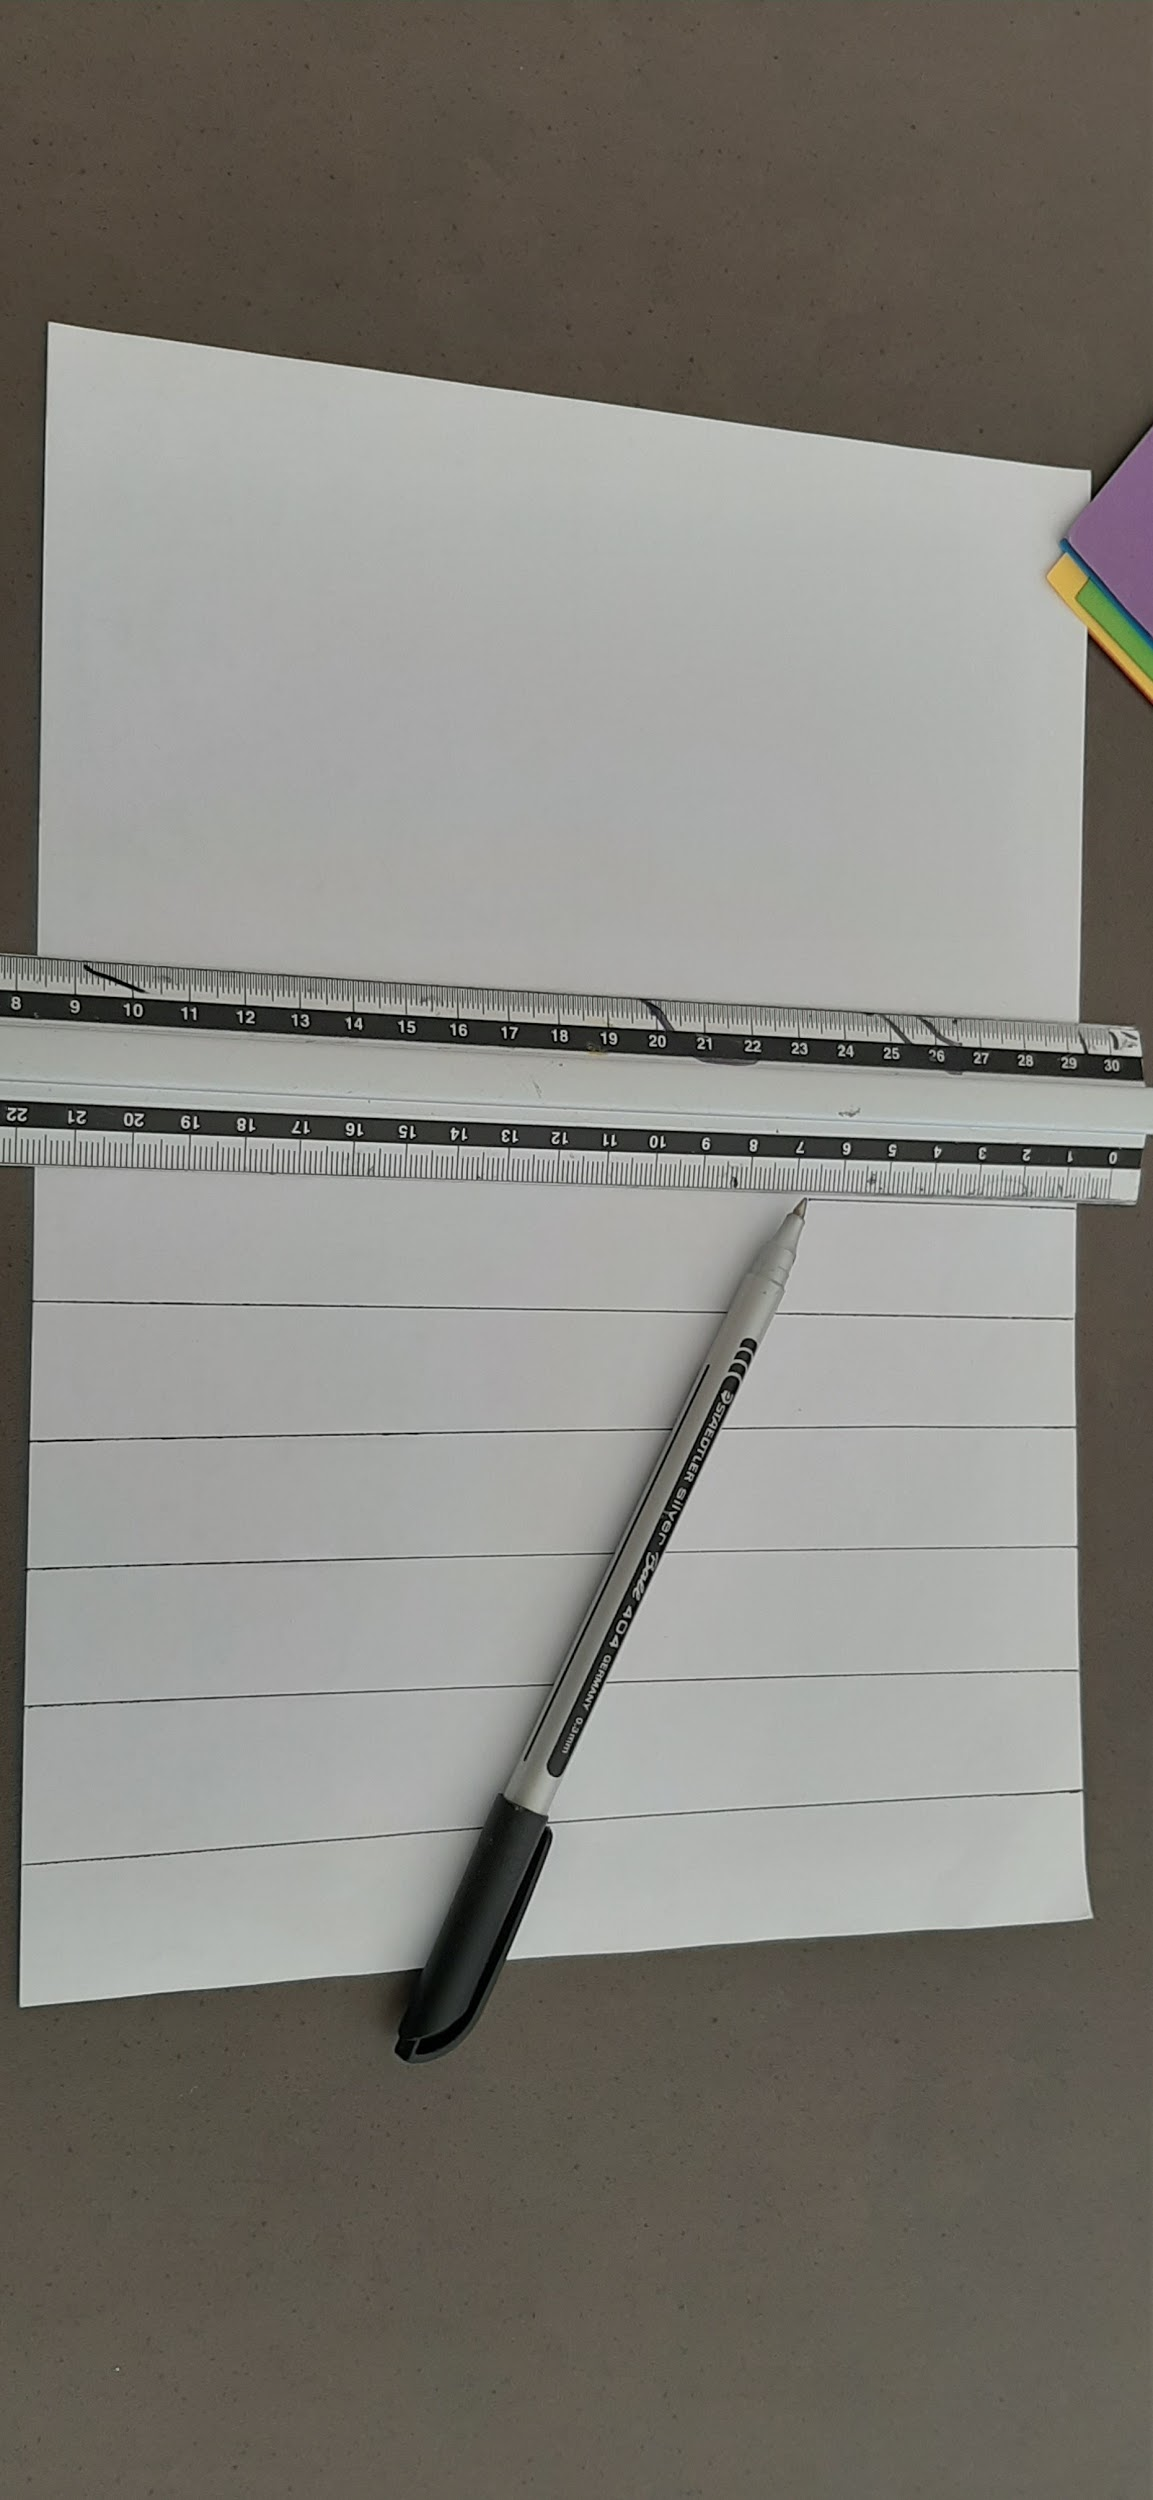 8 9 10 11 12 13 14 15 16 17 18 19 20 21 22 23 24 25 26 27 28 29 30
22 21 20 19 18 17 16 15 14 13 12 11 10 9 8 7 6 5 4 3 2 1 0
STAEDTLER silver Ball 404 GERMANY 0.3mm